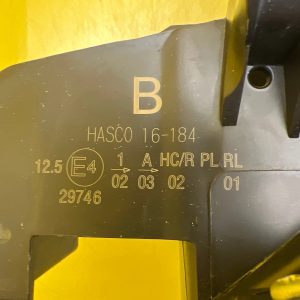 B
HASCO 16-184
12.5 E4 1 A HC/R PL RL
02 03 02 01
29746